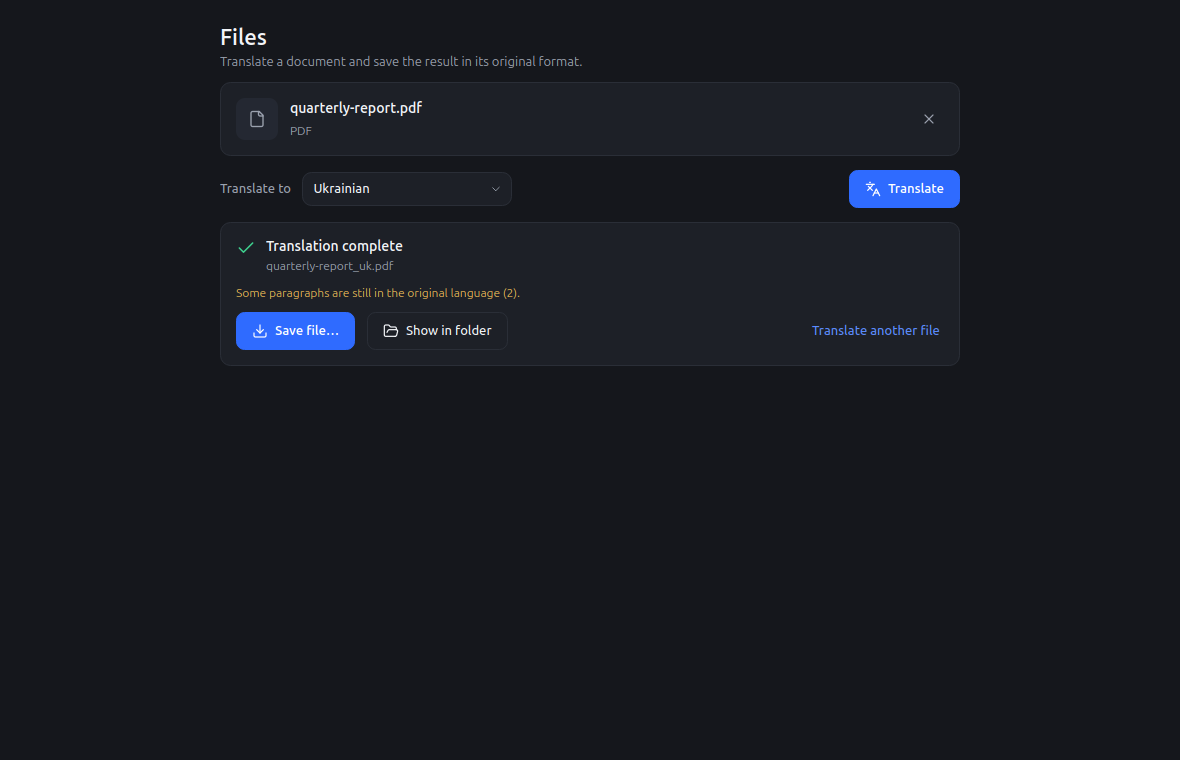 Files
Translate a document and save the result in its original format.
quarterly-report.pdf
PDF
Translate to
Ukrainian
Translate
Translation complete
quarterly-report_uk.pdf
Some paragraphs are still in the original language (2).
Save file…
Show in folder
Translate another file